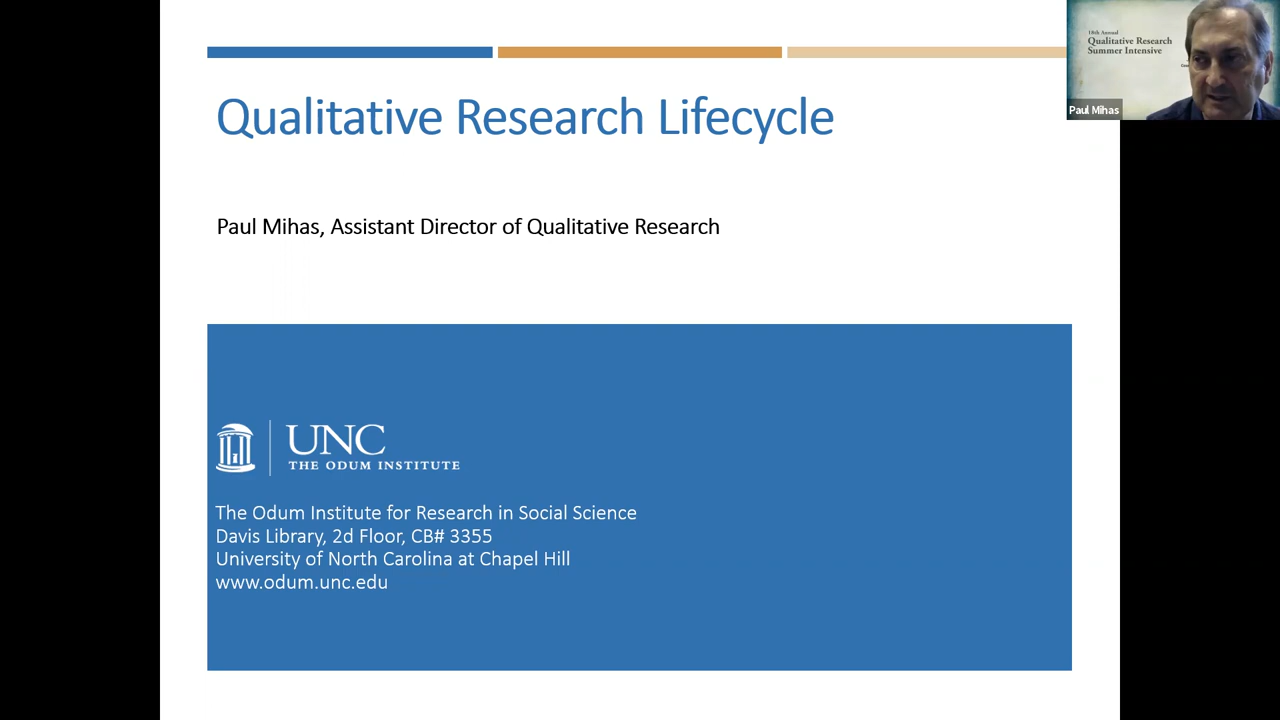 Qualitative Research Lifecycle
Paul Mihas, Assistant Director of Qualitative Research
UNC
THE ODUM INSTITUTE
The Odum Institute for Research in Social Science
Davis Library, 2d Floor, CB# 3355
University of North Carolina at Chapel Hill
www.odum.unc.edu
18th Annual
Qualitative Research
Summer Intensive
Paul Mihas